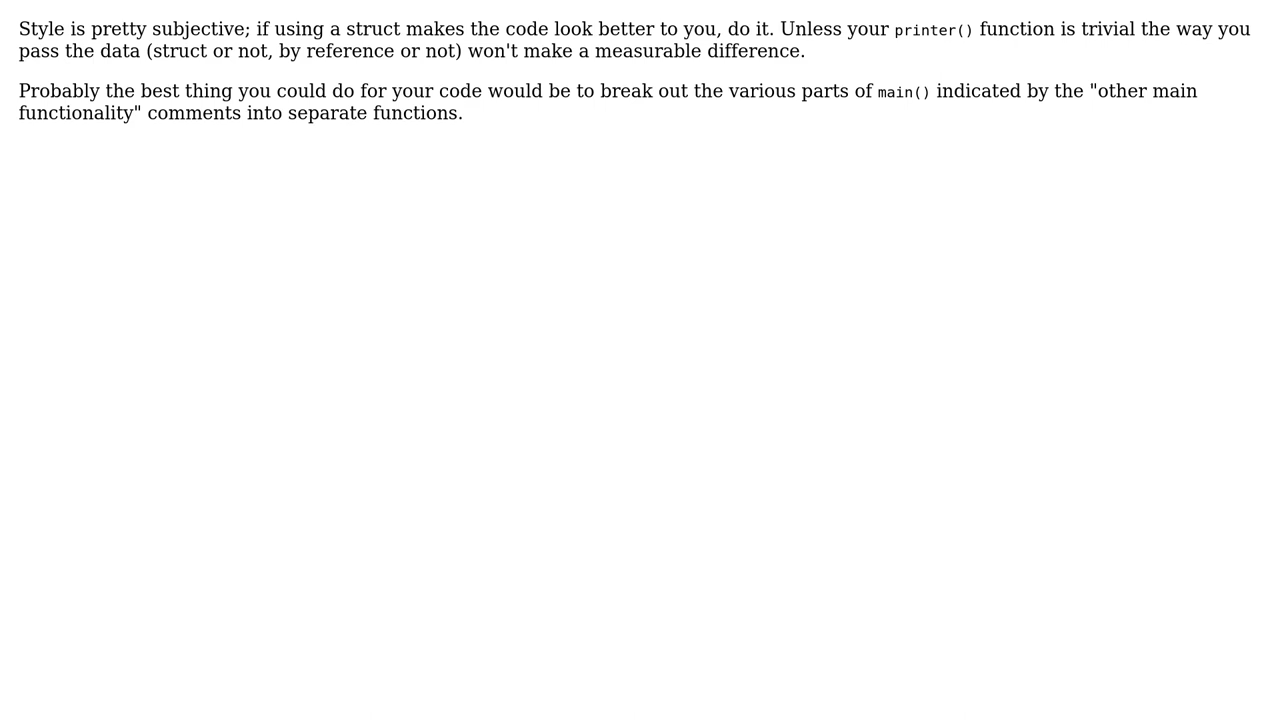 Style is pretty subjective; if using a struct makes the code look better to you, do it. Unless your printer() function is trivial the way you
pass the data (struct or not, by reference or not) won't make a measurable difference.
Probably the best thing you could do for your code would be to break out the various parts of main() indicated by the "other main
functionality" comments into separate functions.